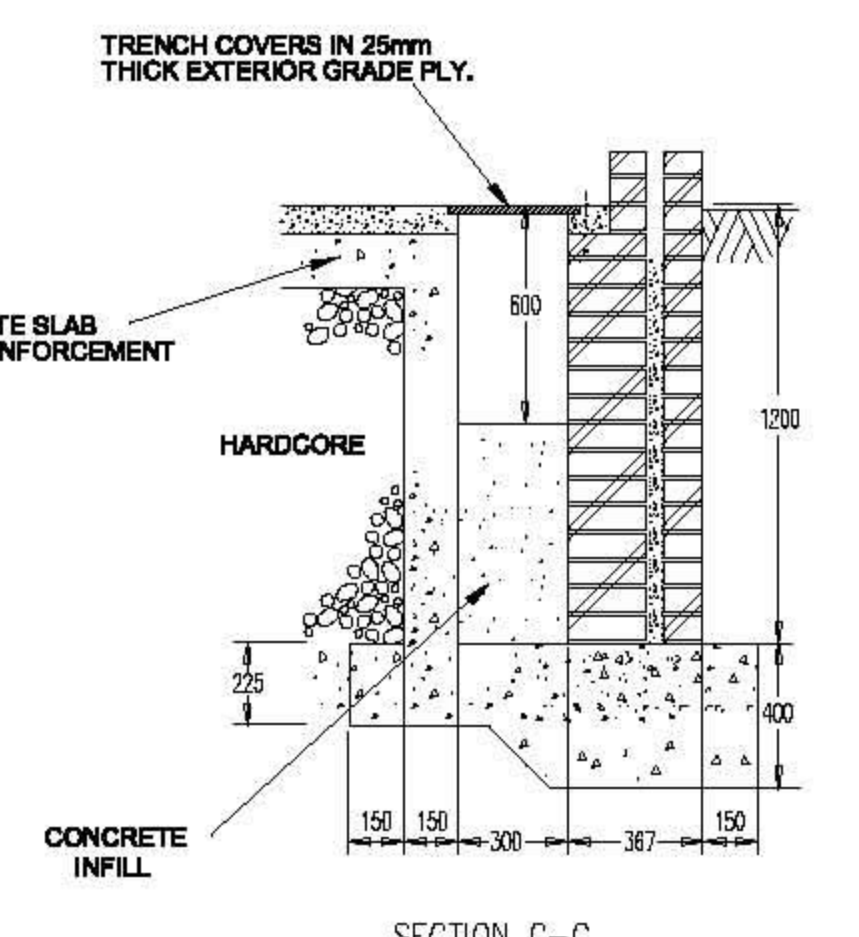 TRENCH COVERS IN 25mm
THICK EXTERIOR GRADE PLY.
600
TE SLAB
NFORCEMENT
1200
HARDCORE
225
400
150
150
300
367
150
CONCRETE
INFILL
SECTION C-C